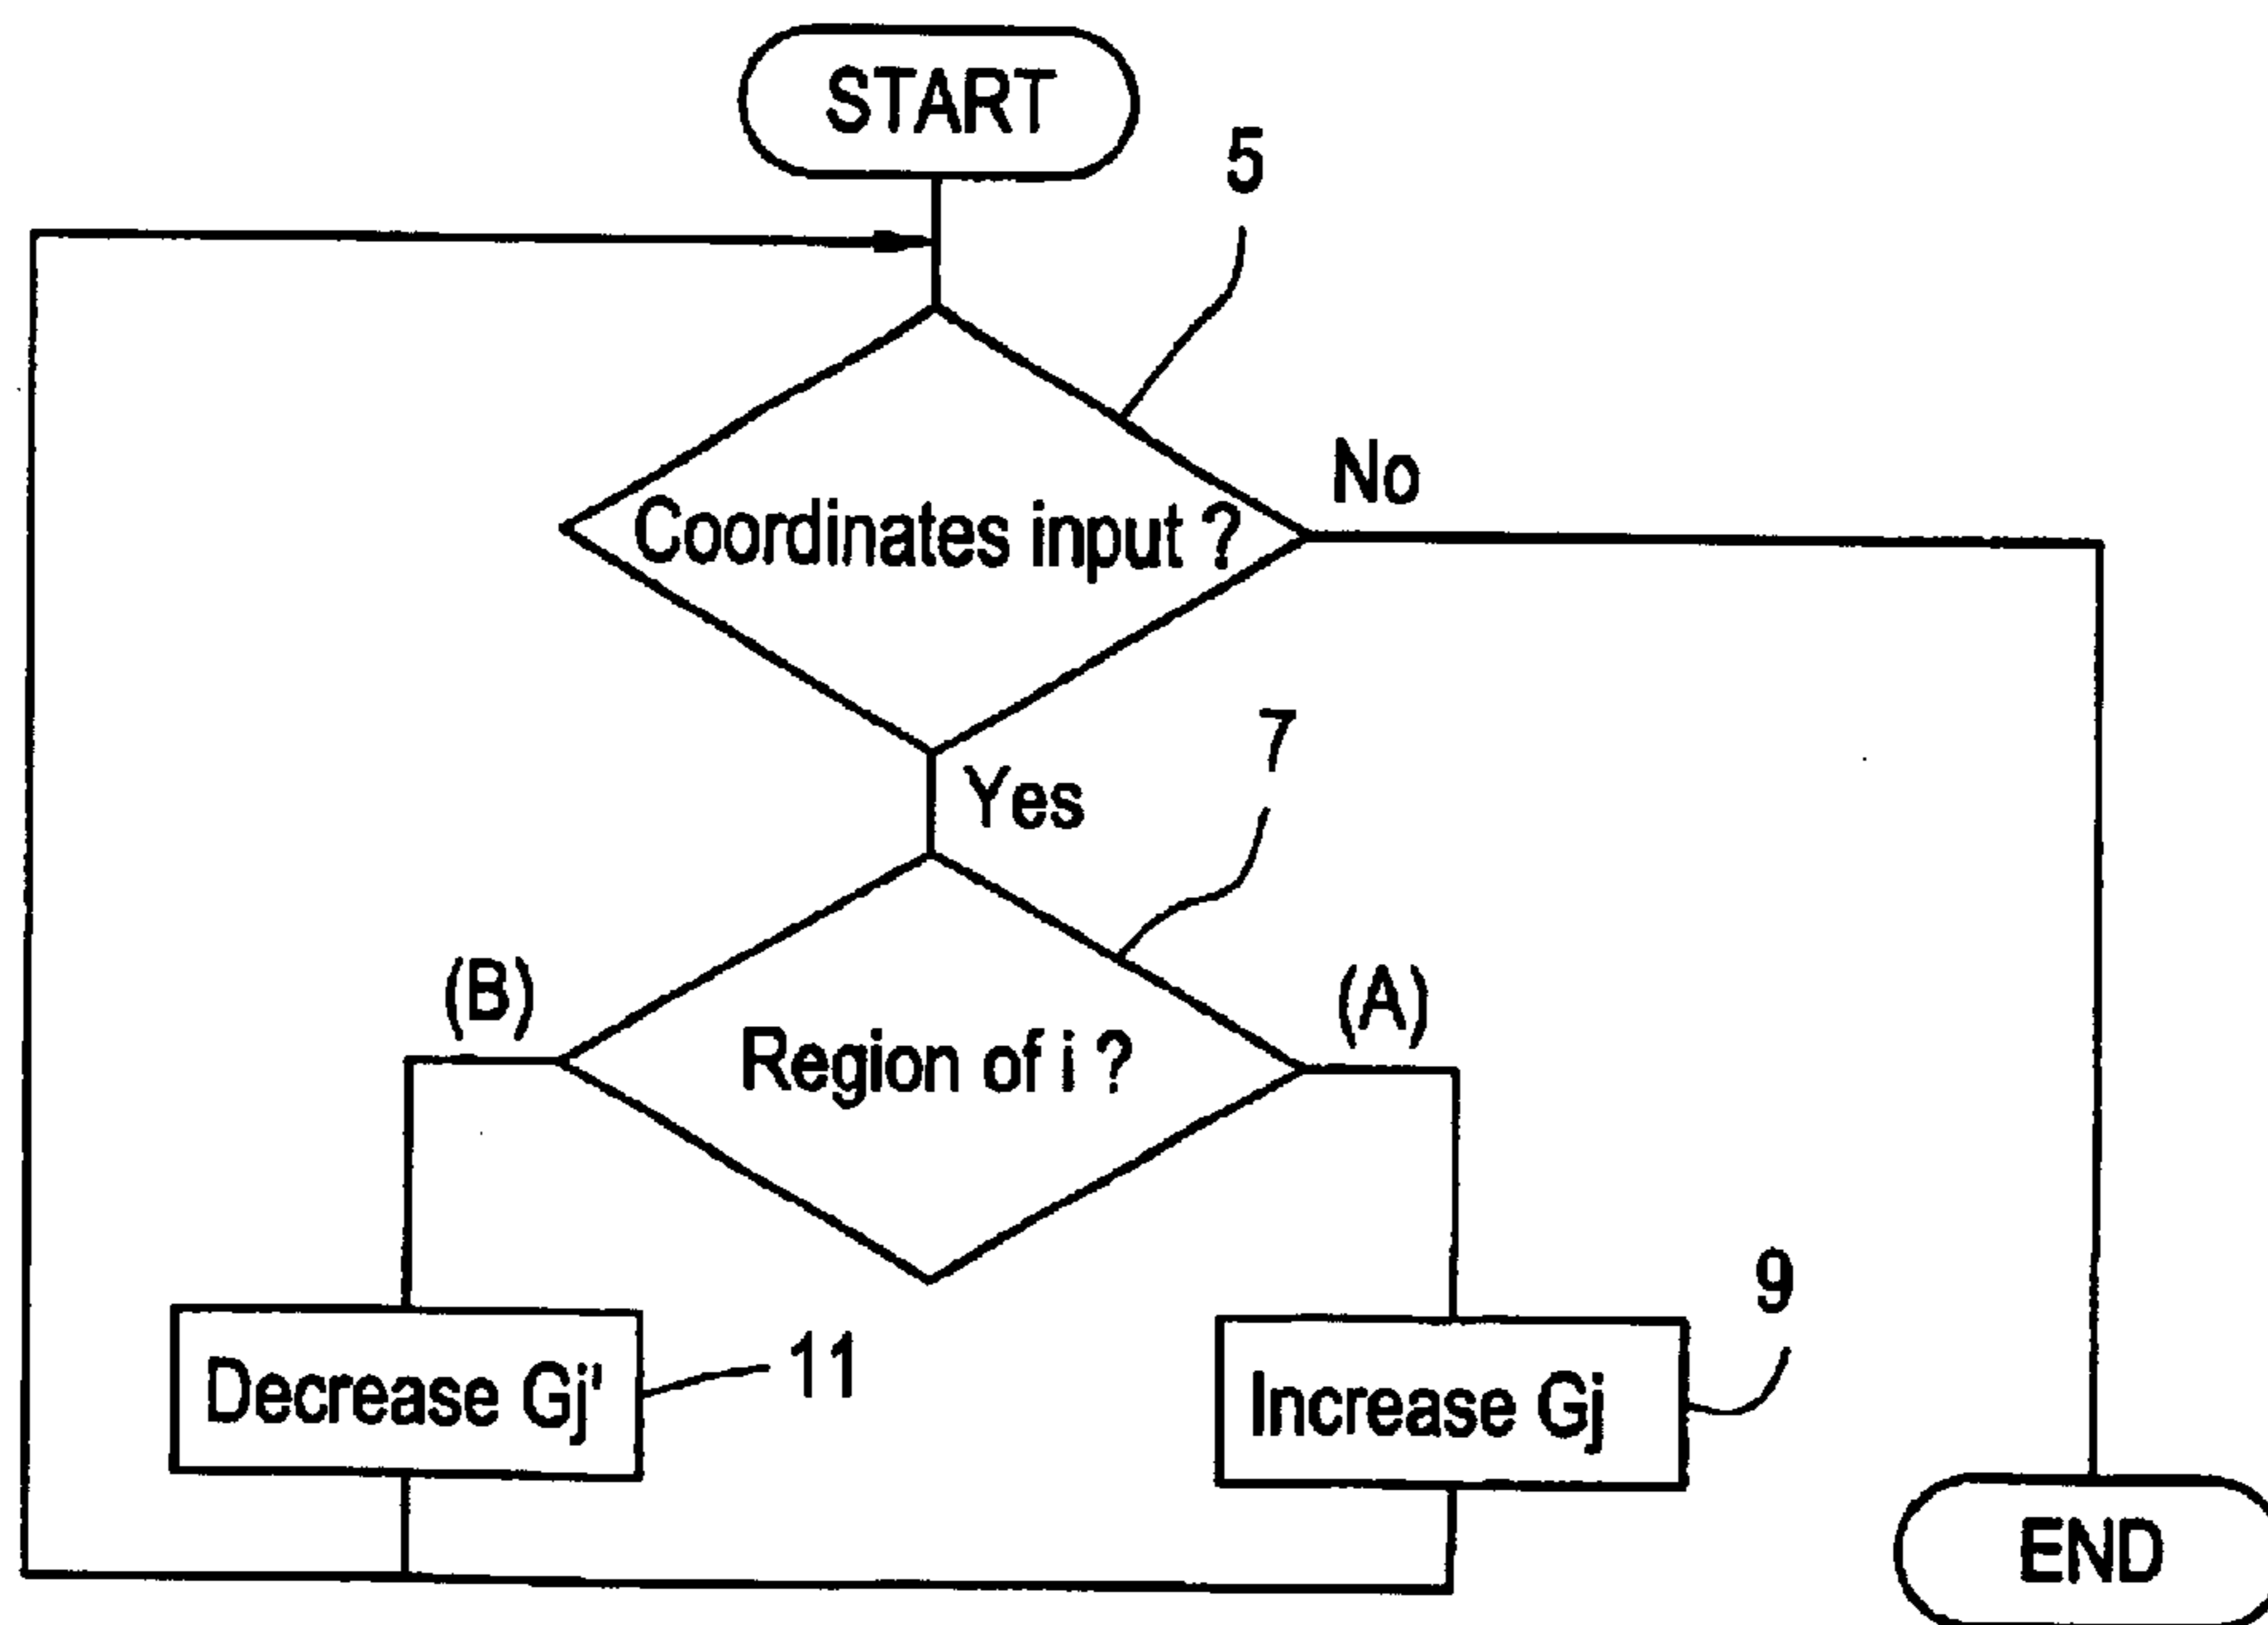 START
5
Coordinates input ?
No
Yes
7
(B)
(A)
Region of i ?
Decrease Gj'
11
Increase Gj
9
END